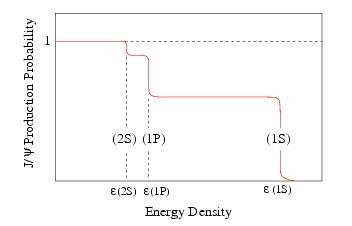 J/Ψ Production Probability
1
(2S) (1P) (1S)
ε(2S) ε(1P) ε(1S)
Energy Density